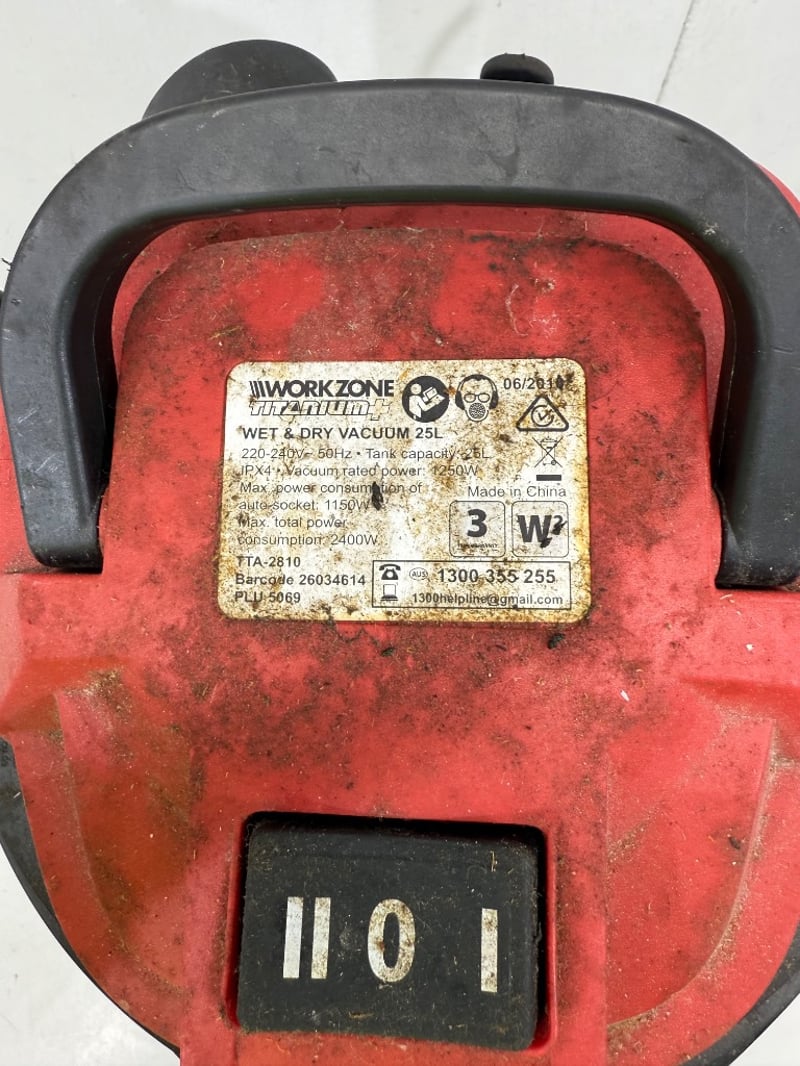 WORKZONE
TITANIUM+
06/2018
WET & DRY VACUUM 25L
220-240V~ 50Hz • Tank capacity: 25L
IPX4 • Vacuum rated power: 1250W
Max. power consumption of
auto-socket: 1150W
Made in China
Max. total power
consumption: 2400W
3
W²
TTA-2810
Barcode 26034614
PLU 5069
AUS 1300 355 255
1300helpline@gmail.com
II O I